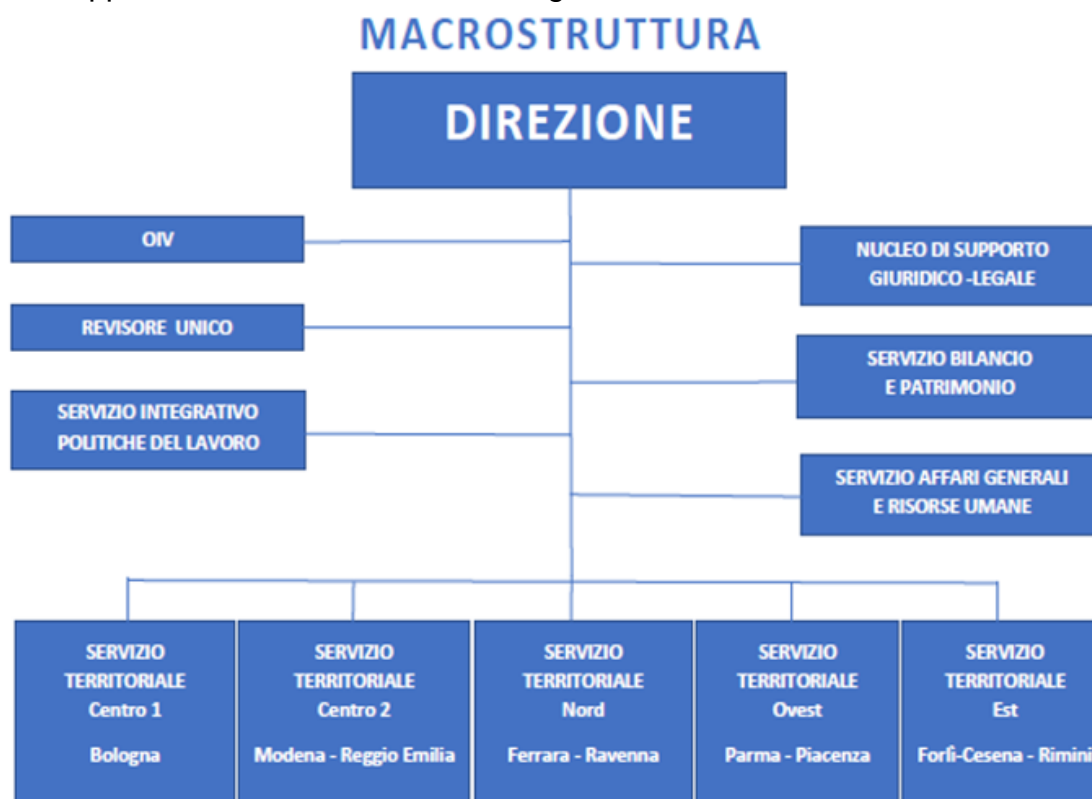 MACROSTRUTTURA
DIREZIONE
OIV
NUCLEO DI SUPPORTO
GIURIDICO -LEGALE
REVISORE UNICO
SERVIZIO BILANCIO
E PATRIMONIO
SERVIZIO INTEGRATIVO
POLITICHE DEL LAVORO
SERVIZIO AFFARI GENERALI
E RISORSE UMANE
SERVIZIO
TERRITORIALE
Centro 1
Bologna
SERVIZIO
TERRITORIALE
Centro 2
Modena - Reggio Emilia
SERVIZIO
TERRITORIALE
Nord
Ferrara - Ravenna
SERVIZIO
TERRITORIALE
Ovest
Parma - Piacenza
SERVIZIO
TERRITORIALE
Est
Forlì-Cesena - Rimini